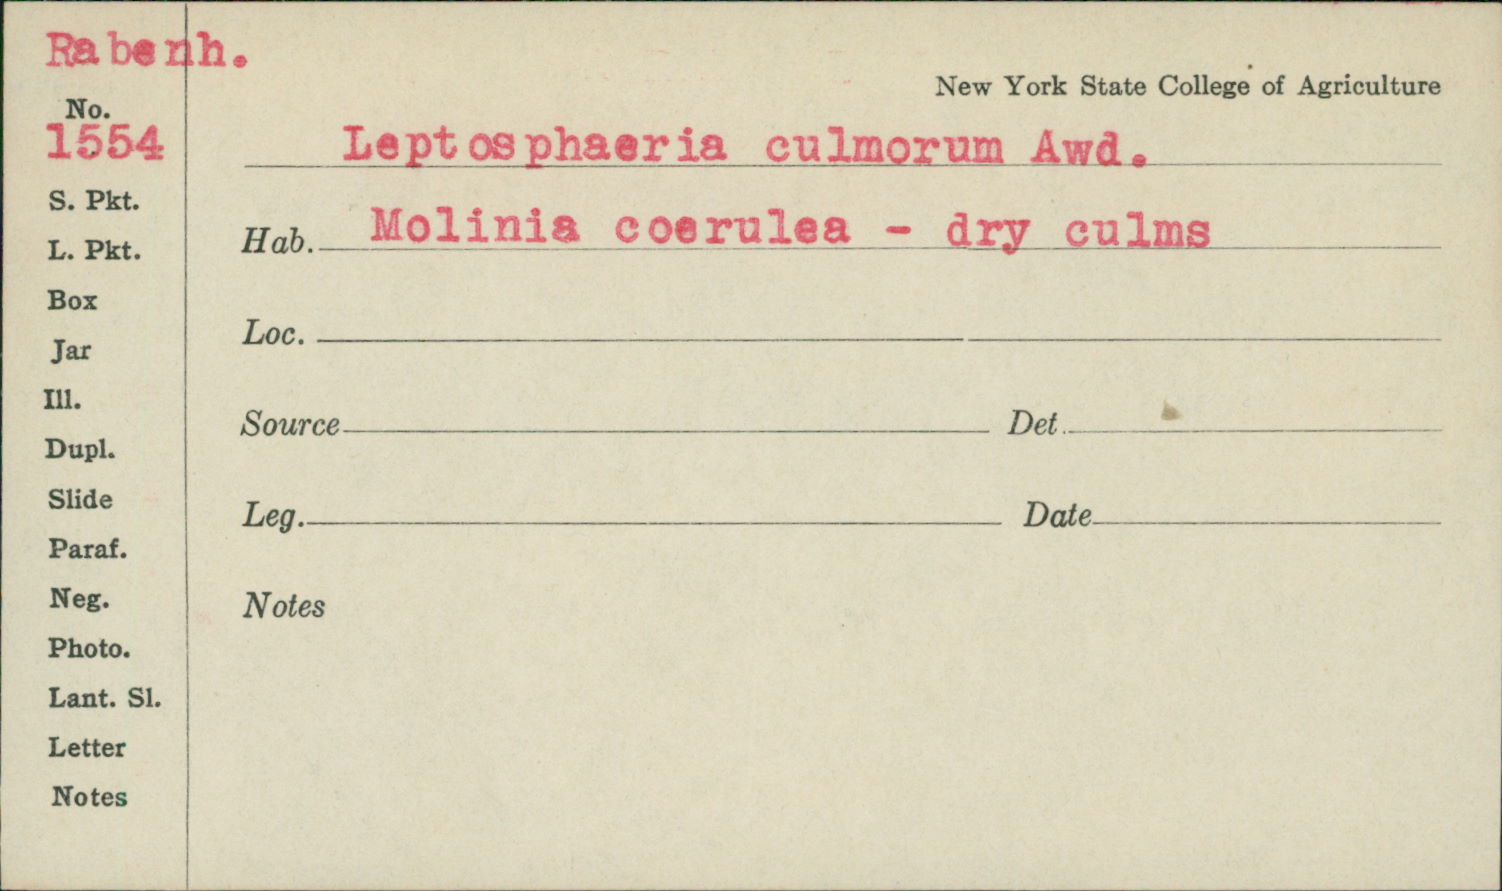 Rabenh.
New York State College of Agriculture
No.
1554
Leptosphaeria culmorum Awd.
S. Pkt.
Hab. Molinia coerulea - dry culms
L. Pkt.
Box
Loc.
Jar
Ill.
Source Det.
Dupl.
Slide
Leg. Date
Paraf.
Neg.
Notes
Photo.
Lant. Sl.
Letter
Notes